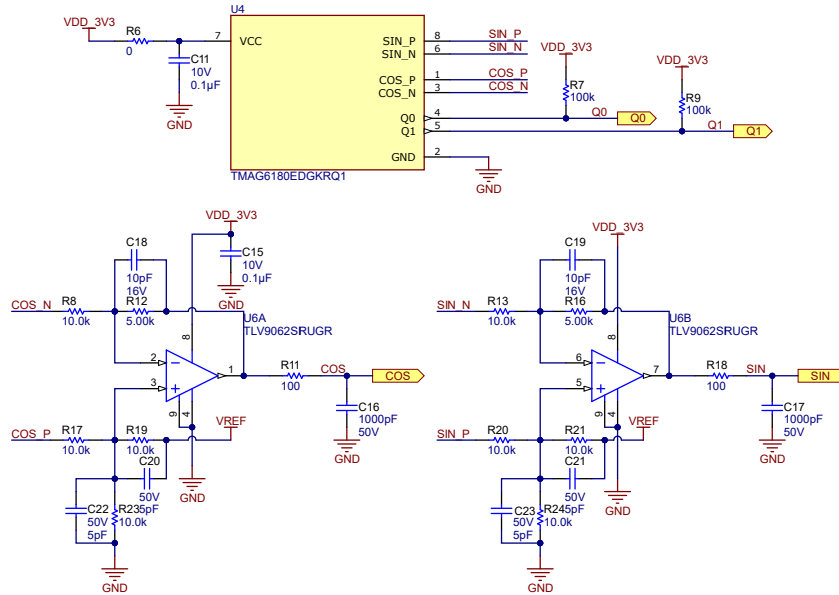 U4
VDD_3V3
R6
0
7
VCC
C11
10V
0.1µF
GND
SIN_P
8
SIN_P
SIN_N
6
SIN_N
COS_P
1
COS_P
COS_N
3
COS_N
Q0
4
Q1
5
GND
2
GND
VDD_3V3
R7
100k
Q0
Q0
VDD_3V3
R9
100k
Q1
Q1
TMAG6180EDGKRQ1
VDD_3V3
C15
10V
0.1µF
GND
C18
10pF
16V
COS_N
R8
10.0k
R12
5.00k
U6A
TLV9062SRUGR
8
2
3
1
9
4
R11
100
COS
COS
C16
1000pF
50V
GND
COS_P
R17
10.0k
R19
10.0k
VREF
C20
50V
5pF
C22
50V
5pF
R23
10.0k
GND
GND
VDD_3V3
C19
10pF
16V
SIN_N
R13
10.0k
R16
5.00k
U6B
TLV9062SRUGR
8
6
5
7
9
4
R18
100
SIN
SIN
C17
1000pF
50V
GND
SIN_P
R20
10.0k
R21
10.0k
VREF
C21
50V
5pF
C23
50V
5pF
R24
10.0k
GND
GND